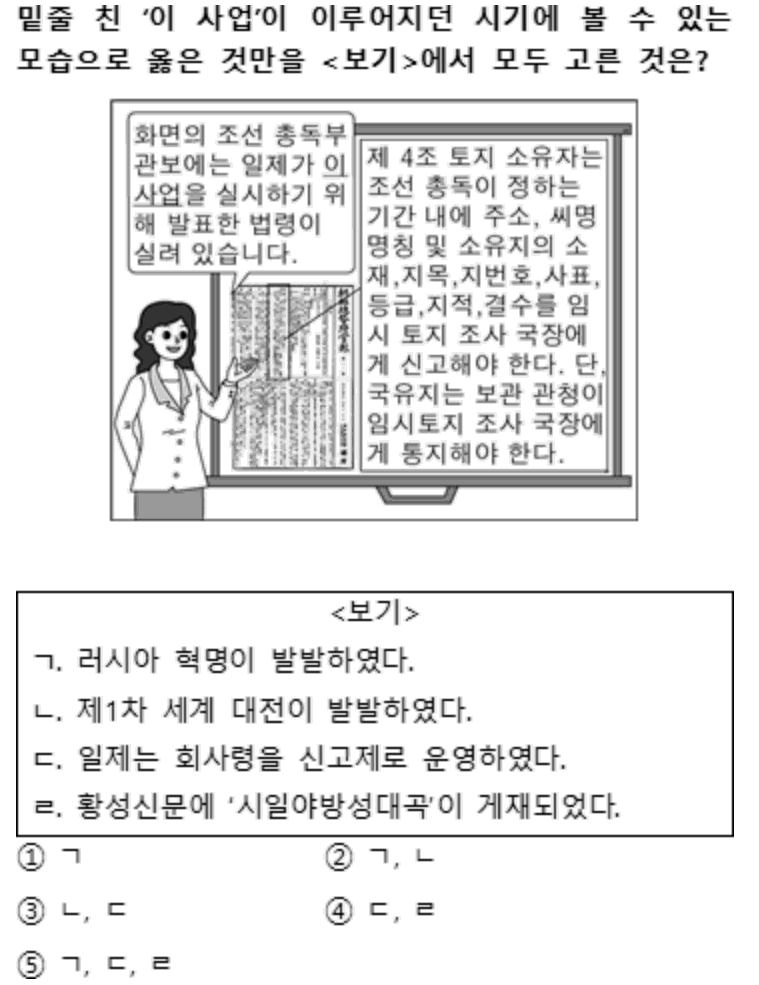 밑줄 친 ‘이 사업’이 이루어지던 시기에 볼 수 있는
모습으로 옳은 것만을 <보기>에서 모두 고른 것은?
화면의 조선 총독부
관보에는 일제가 이
사업을 실시하기 위
해 발표한 법령이
실려 있습니다.
제 4조 토지 소유자는
조선 총독이 정하는
기간 내에 주소, 씨명
명칭 및 소유지의 소
재,지목,지번호,사표,
등급,지적,결수를 임
시 토지 조사 국장에
게 신고해야 한다. 단,
국유지는 보관 관청이
임시토지 조사 국장에
게 통지해야 한다.
<보기>
ㄱ. 러시아 혁명이 발발하였다.
ㄴ. 제1차 세계 대전이 발발하였다.
ㄷ. 일제는 회사령을 신고제로 운영하였다.
ㄹ. 황성신문에 ‘시일야방성대곡’이 게재되었다.
① ㄱ ② ㄱ, ㄴ
③ ㄴ, ㄷ ④ ㄷ, ㄹ
⑤ ㄱ, ㄷ, ㄹ